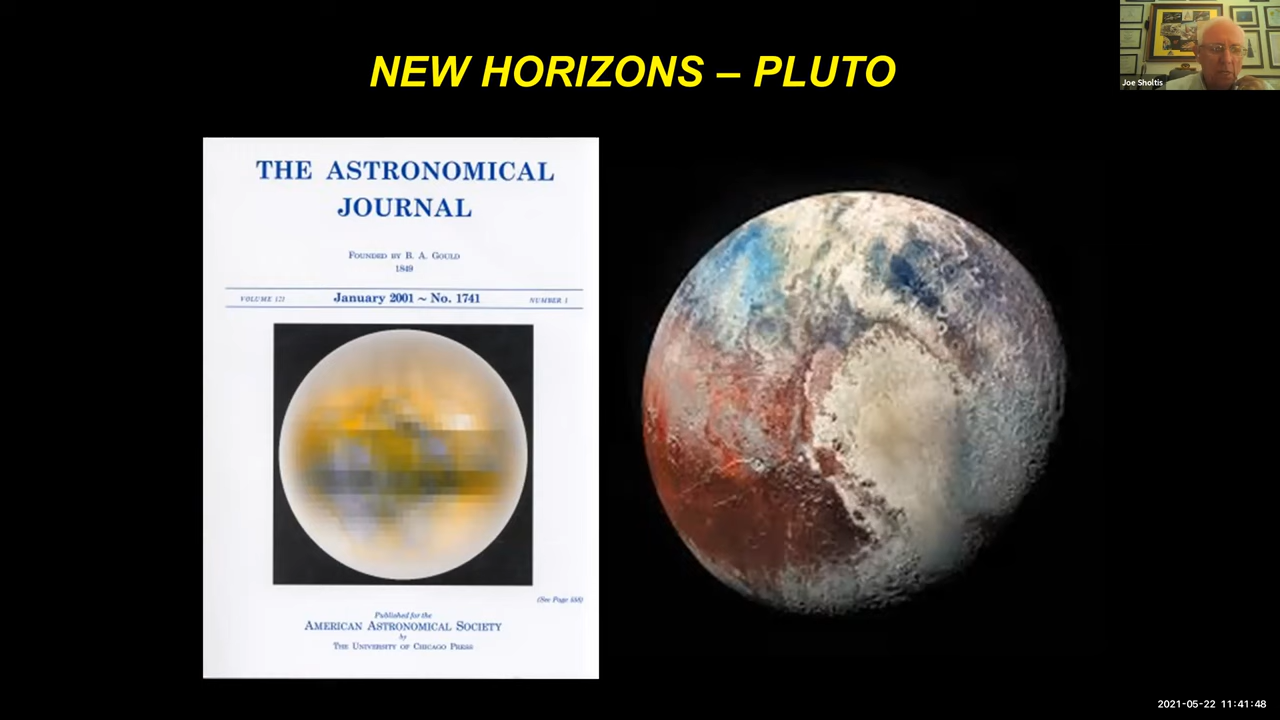 NEW HORIZONS – PLUTO
Joe Sholtis
THE ASTRONOMICAL
JOURNAL
FOUNDED BY B. A. GOULD
1849
VOLUME 121
January 2001 ~ No. 1741
NUMBER 1
(See Page
Published for the
AMERICAN ASTRONOMICAL SOCIETY
by
THE UNIVERSITY OF CHICAGO PRESS
2021-05-22 11:41:48